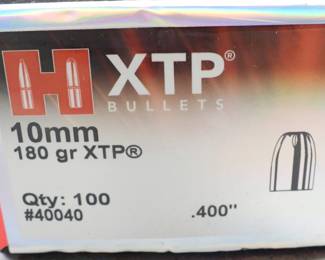 H XTP®
BULLETS
10mm
180 gr XTP®
Qty: 100
#40040
.400"